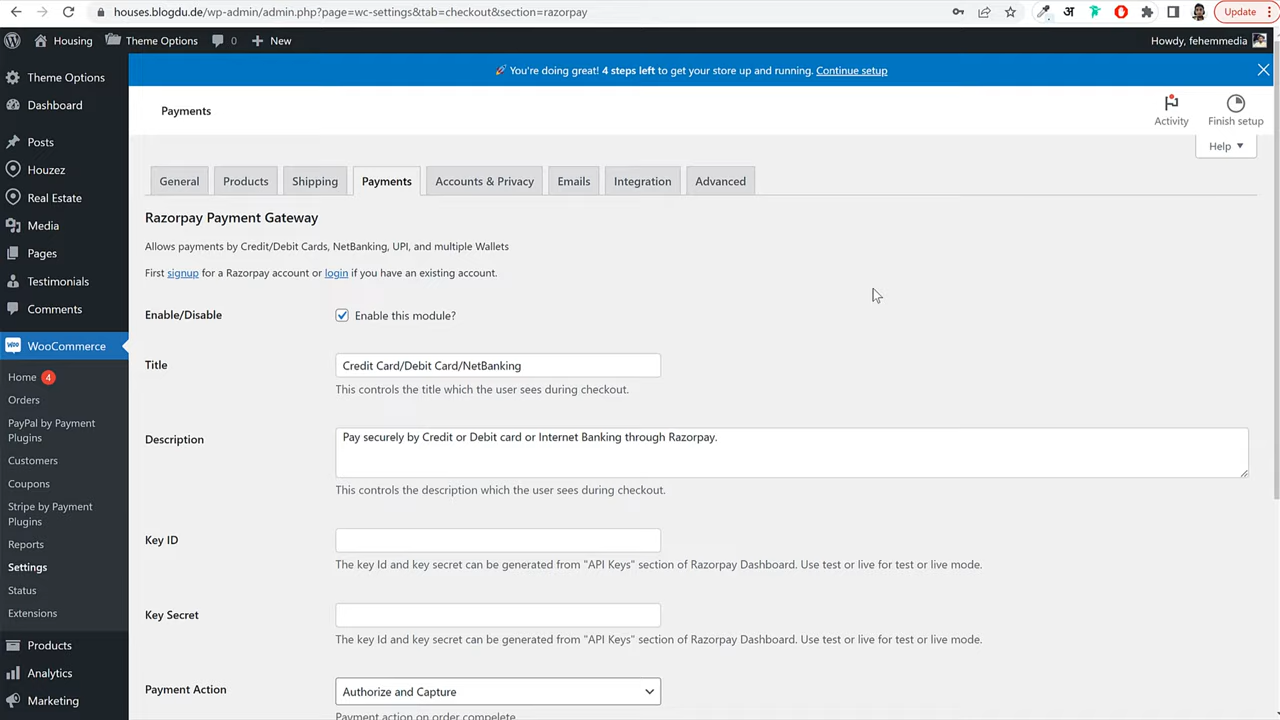 houses.blogdu.de/wp-admin/admin.php?page=wc-settings&tab=checkout&section=razorpay
अ
Update
Housing
Theme Options
0
New
Howdy, fehemmedia
Theme Options
Dashboard
Posts
Houzez
Real Estate
Media
Pages
Testimonials
Comments
Woo
WooCommerce
Home 4
Orders
PayPal by Payment
Plugins
Customers
Coupons
Stripe by Payment
Plugins
Reports
Settings
Status
Extensions
Products
Analytics
Marketing
🚀 You're doing great! 4 steps left to get your store up and running. Continue setup
Payments
Activity
Finish setup
Help
General
Products
Shipping
Payments
Accounts & Privacy
Emails
Integration
Advanced
Razorpay Payment Gateway
Allows payments by Credit/Debit Cards, NetBanking, UPI, and multiple Wallets
First signup for a Razorpay account or login if you have an existing account.
Enable/Disable
Enable this module?
Title
Credit Card/Debit Card/NetBanking
This controls the title which the user sees during checkout.
Description
Pay securely by Credit or Debit card or Internet Banking through Razorpay.
This controls the description which the user sees during checkout.
Key ID
The key Id and key secret can be generated from "API Keys" section of Razorpay Dashboard. Use test or live for test or live mode.
Key Secret
The key Id and key secret can be generated from "API Keys" section of Razorpay Dashboard. Use test or live for test or live mode.
Payment Action
Authorize and Capture
Payment action on order compelete